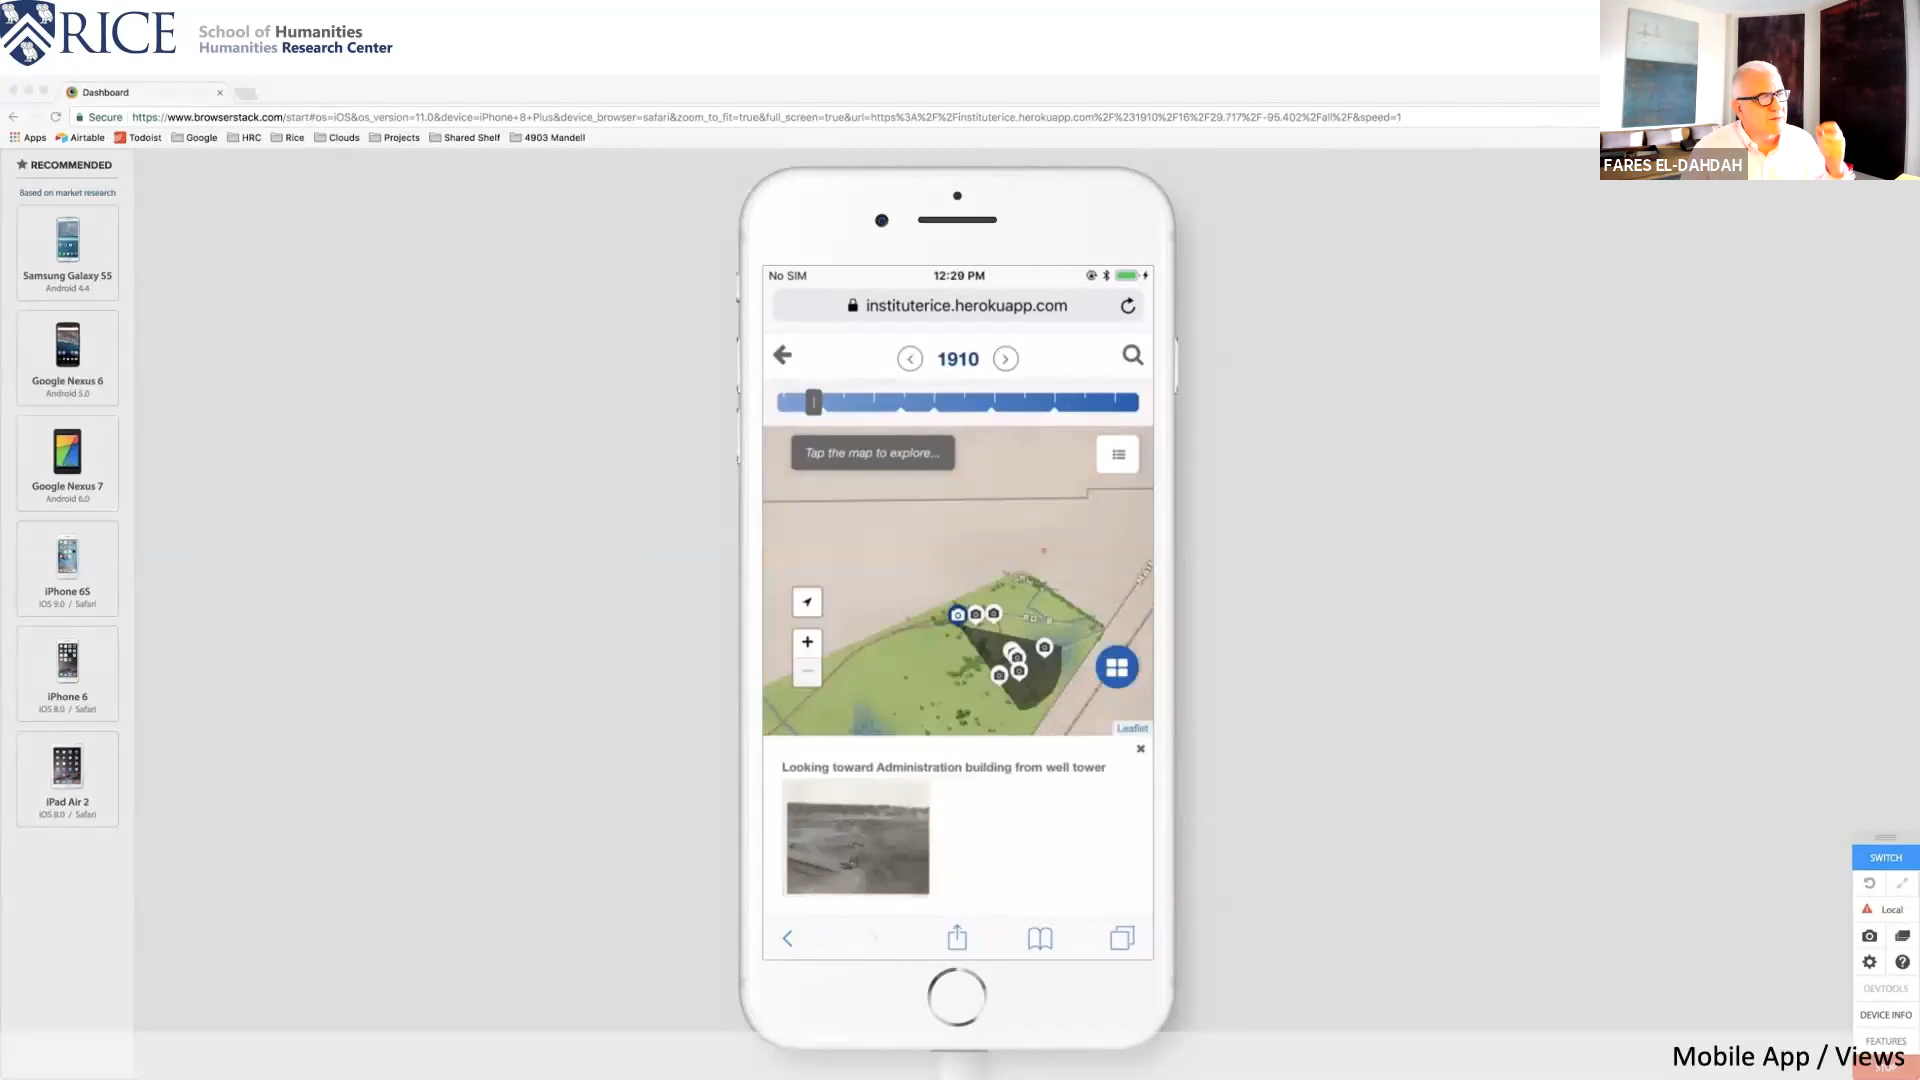 RICE
School of Humanities
Humanities Research Center
FARES EL-DAHDAH
Dashboard
Secure https://www.browserstack.com/start#os=iOS&os_version=11.0&device=iPhone+8+Plus&device_browser=safari&zoom_to_fit=true&full_screen=true&url=https%3A%2F%2Finstituterice.herokuapp.com%2F%231910%2F16%2F29.717%2F-95.402%2Fall%2F&speed=1
Apps Airtable Todoist Google HRC Rice Clouds Projects Shared Shelf 4903 Mandell
RECOMMENDED
Based on market research
Samsung Galaxy S5
Android 4.4
Google Nexus 6
Android 5.0
Google Nexus 7
Android 6.0
iPhone 6S
iOS 9.0 / Safari
iPhone 6
iOS 8.0 / Safari
iPad Air 2
iOS 8.0 / Safari
No SIM 12:29 PM
instituterice.herokuapp.com
1910
Tap the map to explore...
Leaflet
Looking toward Administration building from well tower
SWITCH
Local
DEVTOOLS
DEVICE INFO
FEATURES
STOP
Mobile App / Views